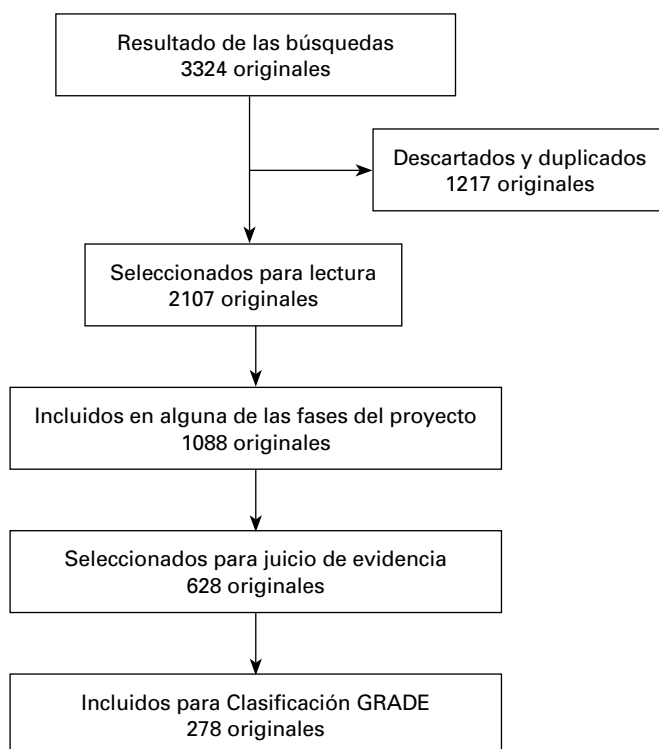 Resultado de las búsquedas
3324 originales
Descartados y duplicados
1217 originales
Seleccionados para lectura
2107 originales
Incluidos en alguna de las fases del proyecto
1088 originales
Seleccionados para juicio de evidencia
628 originales
Incluidos para Clasificación GRADE
278 originales